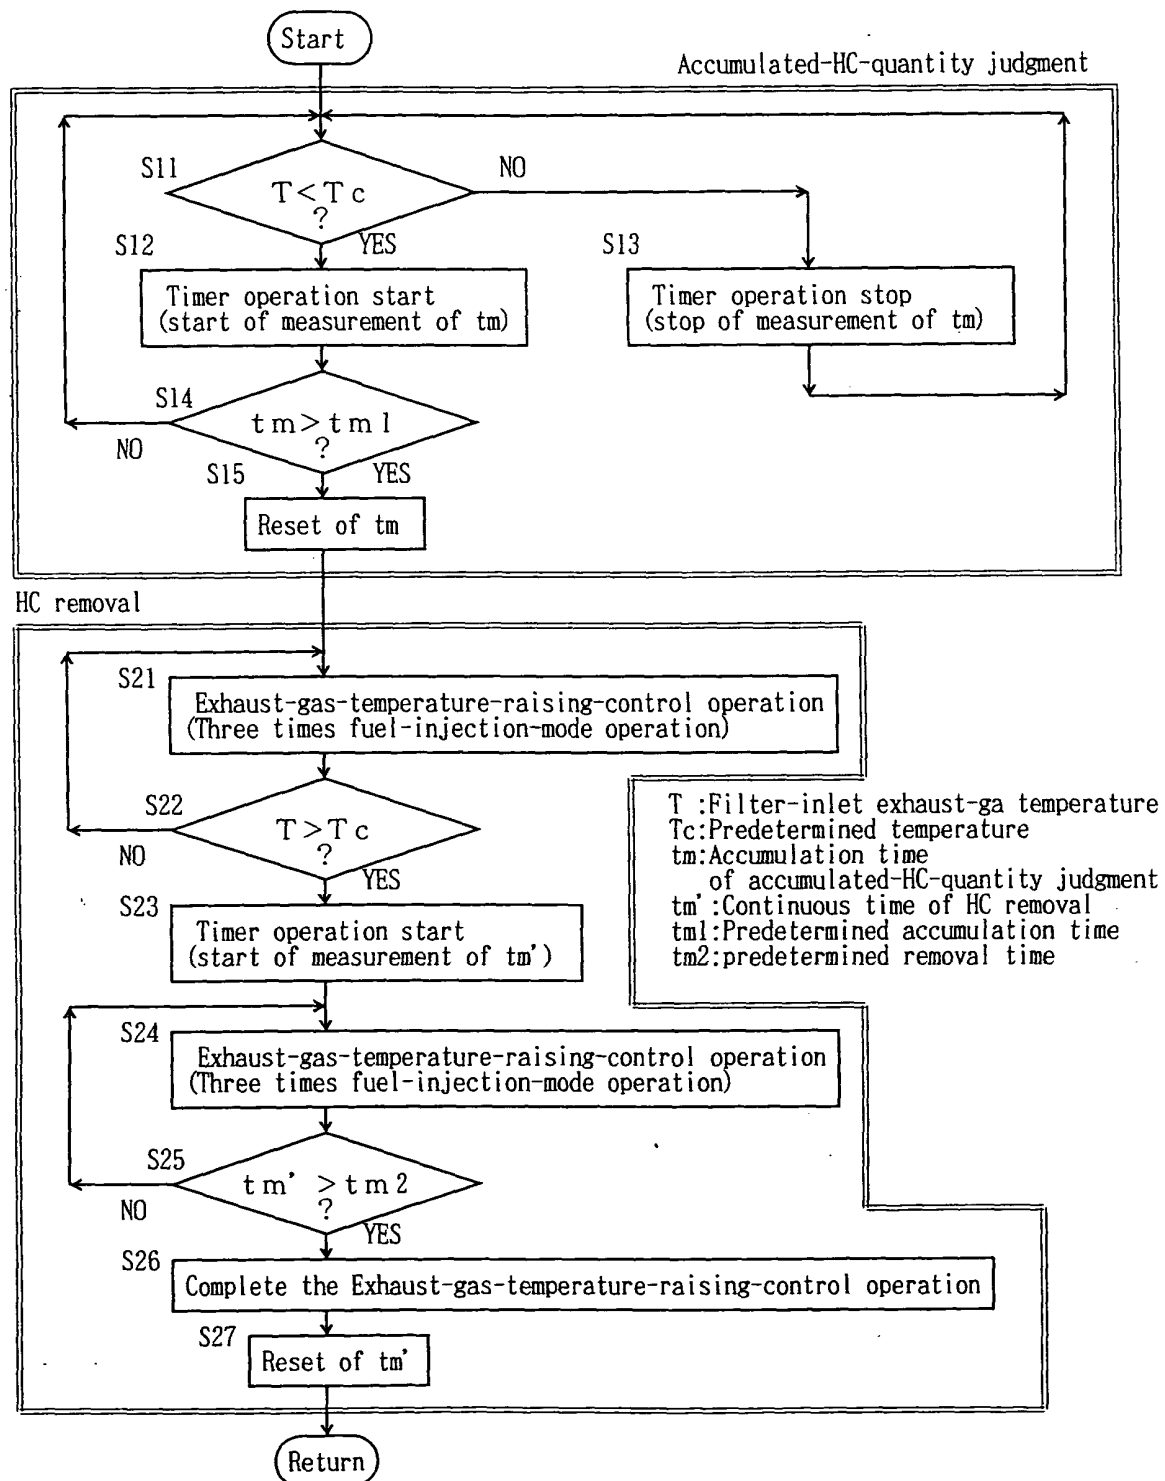 Start
Accumulated-HC-quantity judgment
S11
T<Tc
?
NO
YES
S12
Timer operation start
(start of measurement of tm)
S13
Timer operation stop
(stop of measurement of tm)
S14
tm>tm1
?
NO
YES
S15
Reset of tm
HC removal
S21
Exhaust-gas-temperature-raising-control operation
(Three times fuel-injection-mode operation)
S22
T>Tc
?
NO
YES
S23
Timer operation start
(start of measurement of tm')
T :Filter-inlet exhaust-ga temperature
Tc:Predetermined temperature
tm:Accumulation time
of accumulated-HC-quantity judgment
tm':Continuous time of HC removal
tm1:Predetermined accumulation time
tm2:predetermined removal time
S24
Exhaust-gas-temperature-raising-control operation
(Three times fuel-injection-mode operation)
S25
tm' >tm2
?
NO
YES
S26
Complete the Exhaust-gas-temperature-raising-control operation
S27
Reset of tm'
Return